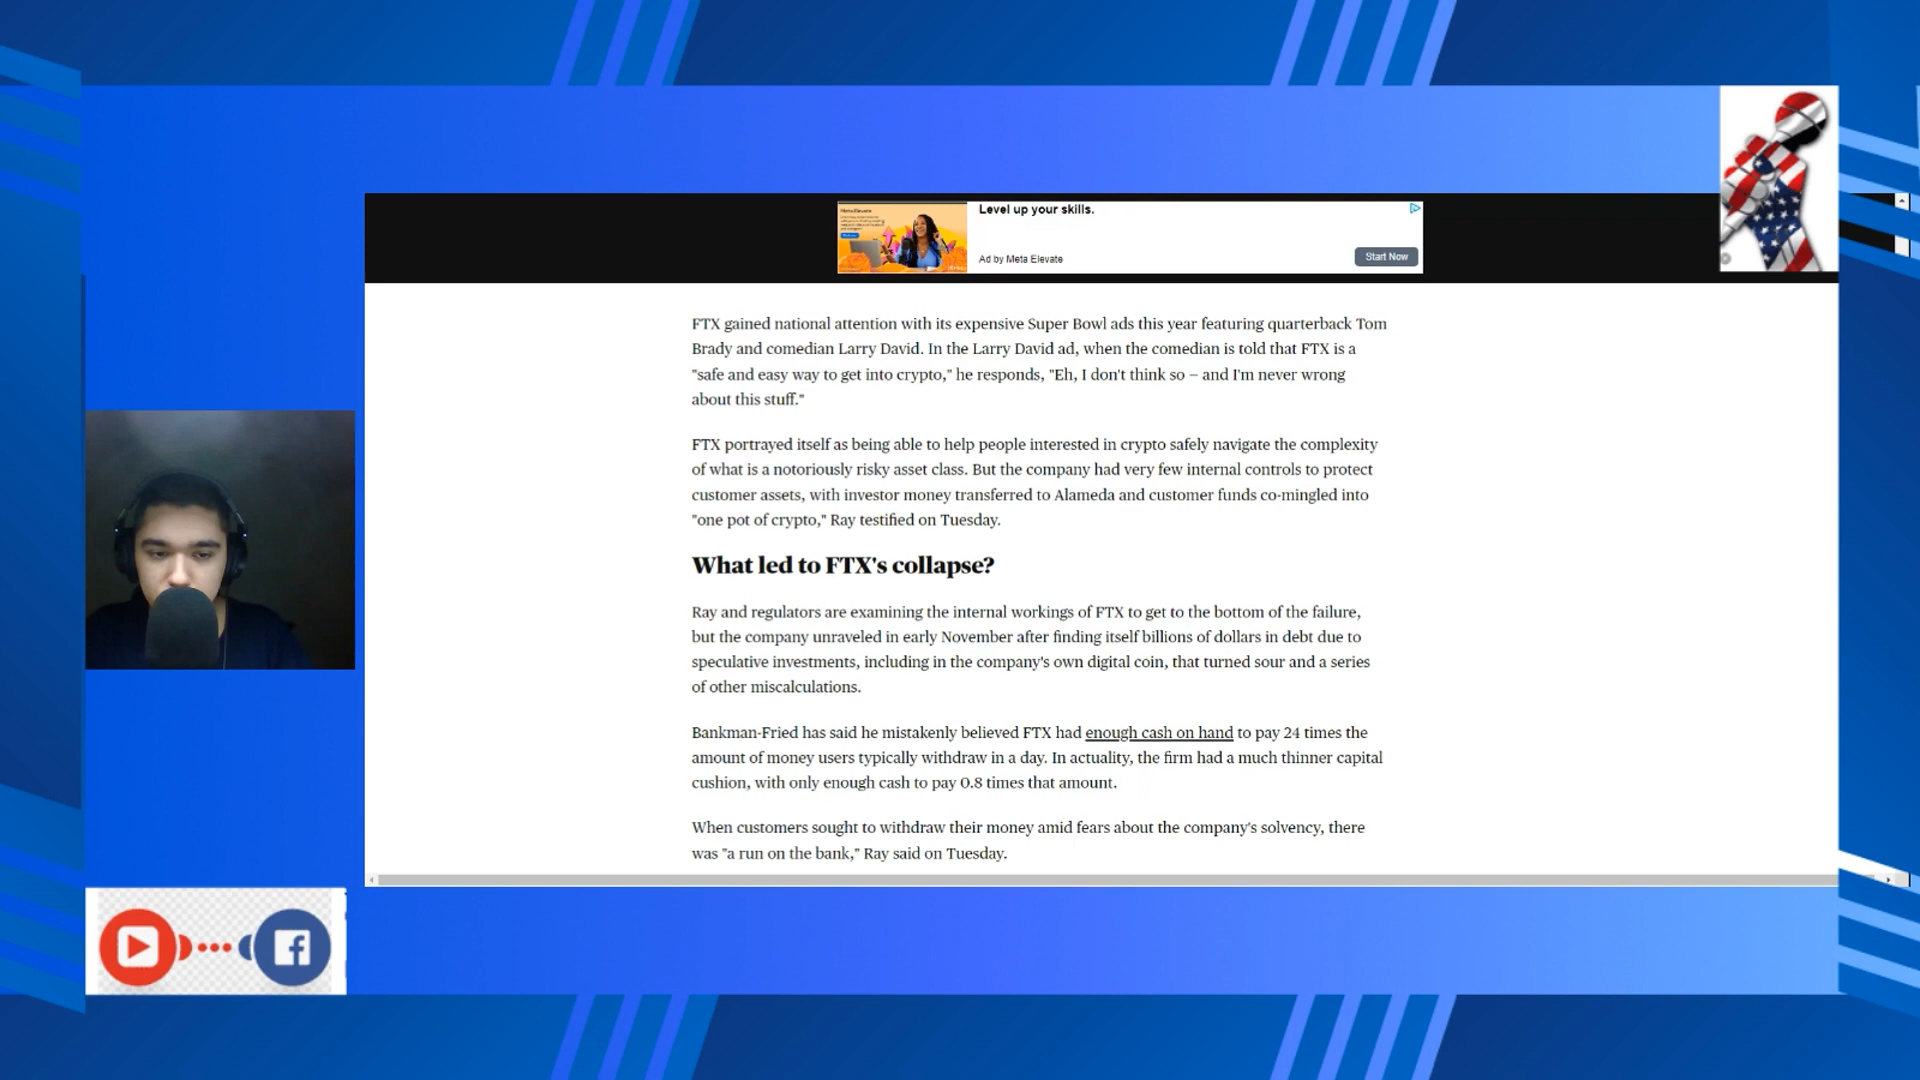 Level up your skills.
Ad by Meta Elevate
Start Now
FTX gained national attention with its expensive Super Bowl ads this year featuring quarterback Tom
Brady and comedian Larry David. In the Larry David ad, when the comedian is told that FTX is a
"safe and easy way to get into crypto," he responds, "Eh, I don't think so – and I'm never wrong
about this stuff."
FTX portrayed itself as being able to help people interested in crypto safely navigate the complexity
of what is a notoriously risky asset class. But the company had very few internal controls to protect
customer assets, with investor money transferred to Alameda and customer funds co-mingled into
"one pot of crypto," Ray testified on Tuesday.
What led to FTX's collapse?
Ray and regulators are examining the internal workings of FTX to get to the bottom of the failure,
but the company unraveled in early November after finding itself billions of dollars in debt due to
speculative investments, including in the company's own digital coin, that turned sour and a series
of other miscalculations.
Bankman-Fried has said he mistakenly believed FTX had enough cash on hand to pay 24 times the
amount of money users typically withdraw in a day. In actuality, the firm had a much thinner capital
cushion, with only enough cash to pay 0.8 times that amount.
When customers sought to withdraw their money amid fears about the company's solvency, there
was "a run on the bank," Ray said on Tuesday.